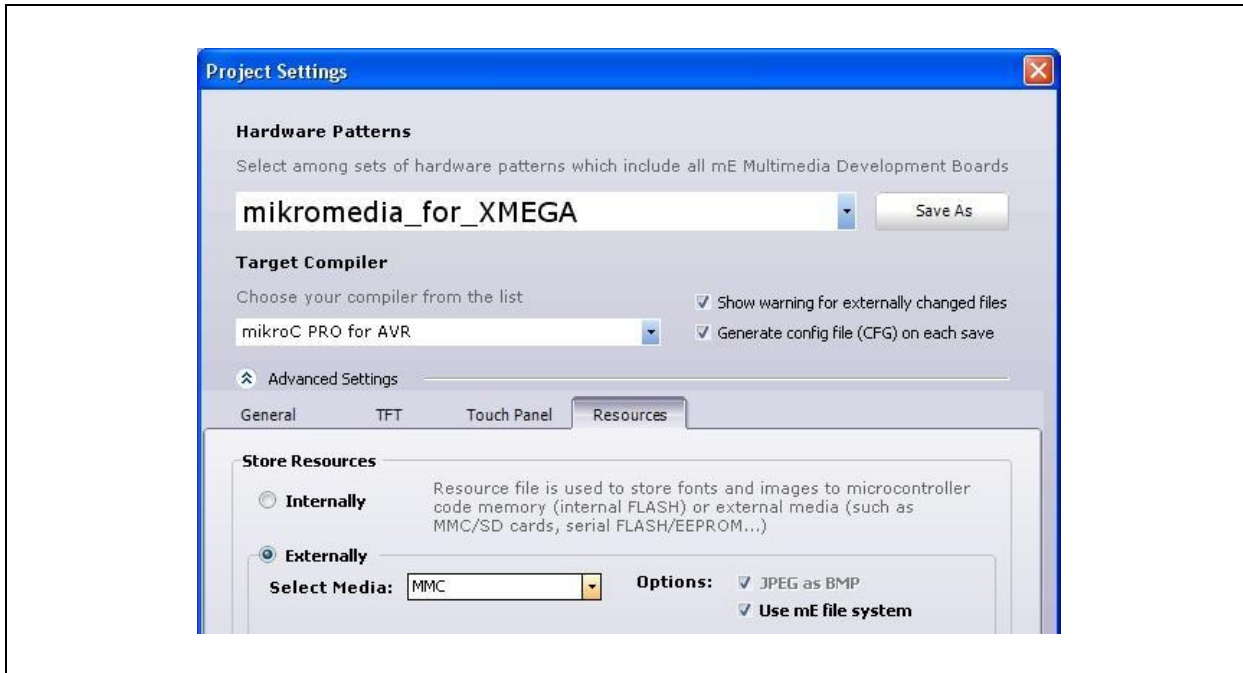 Project Settings
Hardware Patterns
Select among sets of hardware patterns which include all mE Multimedia Development Boards
mikromedia_for_XMEGA
Save As
Target Compiler
Choose your compiler from the list
Show warning for externally changed files
mikroC PRO for AVR
Generate config file (CFG) on each save
Advanced Settings
General TFT Touch Panel Resources
Store Resources
Internally
Resource file is used to store fonts and images to microcontroller
code memory (internal FLASH) or external media (such as
MMC/SD cards, serial FLASH/EEPROM...)
Externally
Select Media: MMC Options: JPEG as BMP
Use mE file system